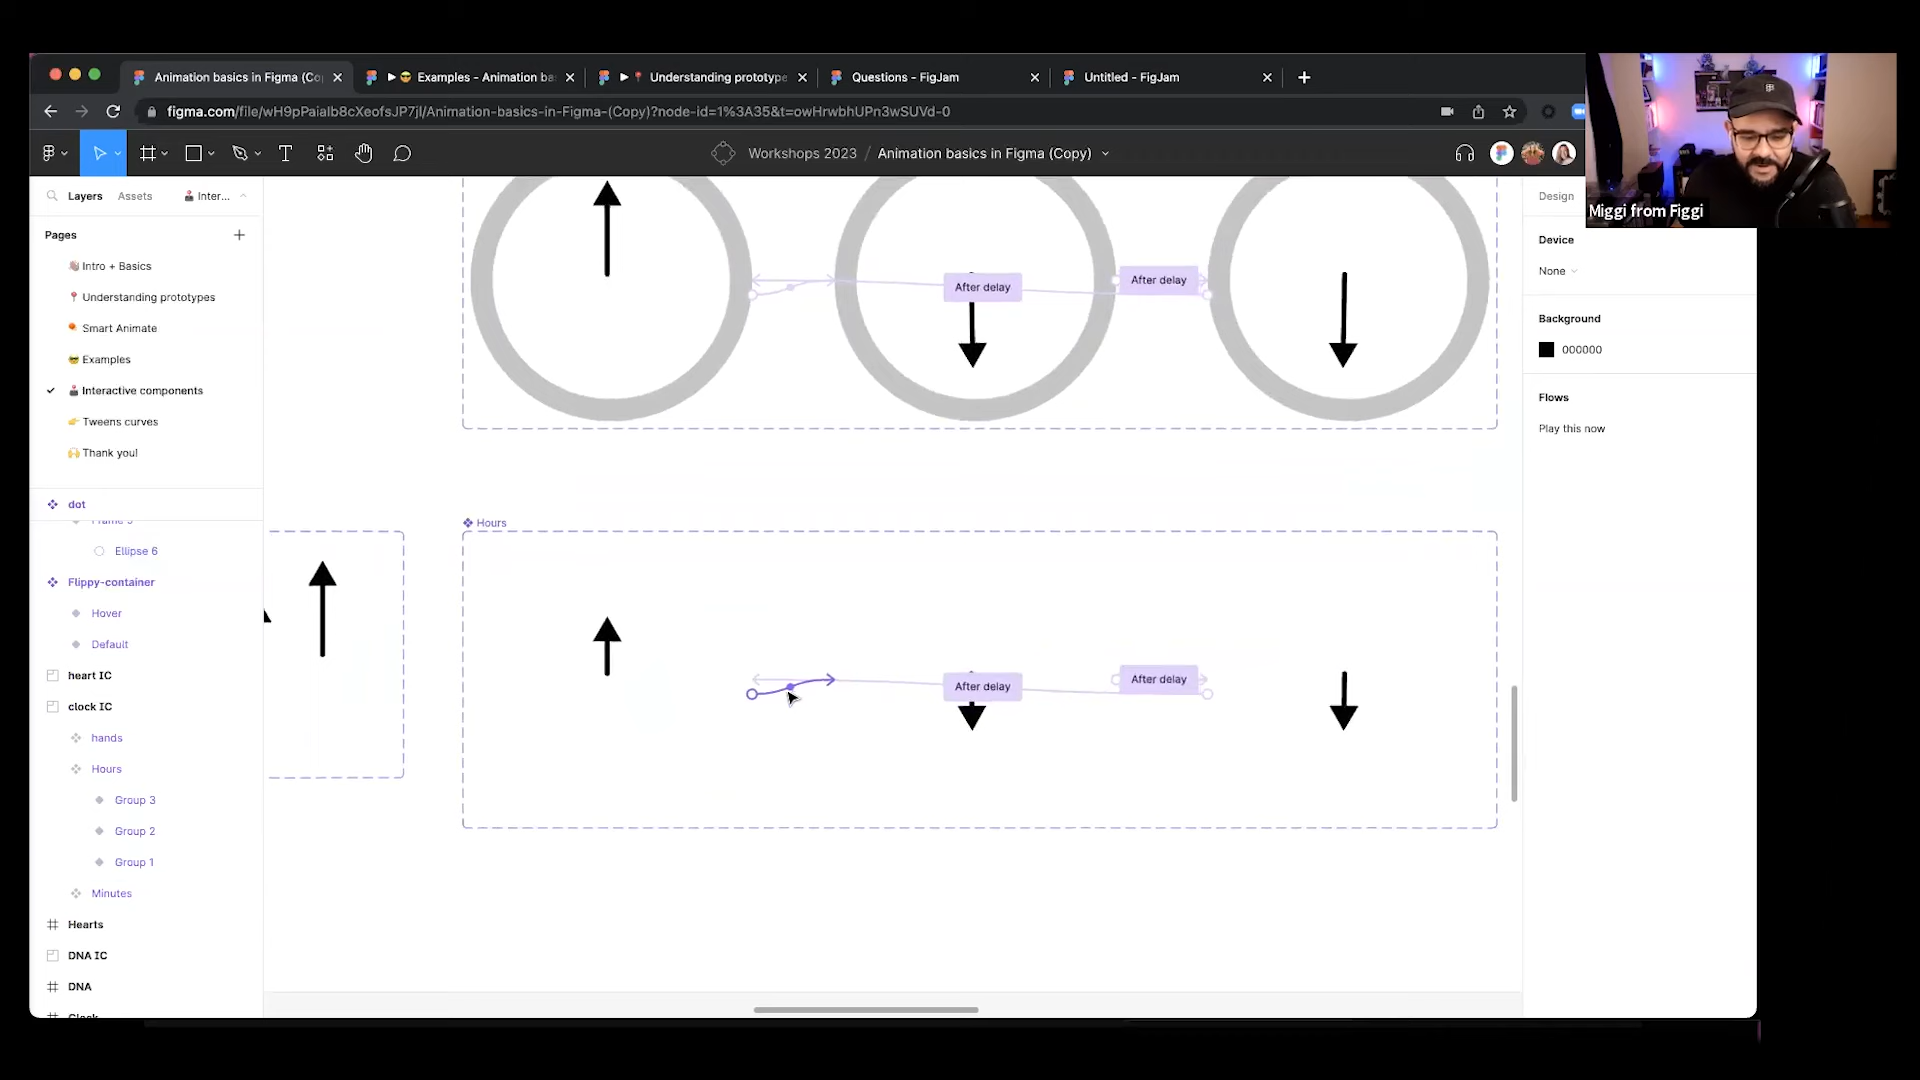 Animation basics in Figma (Co
Examples - Animation ba
Understanding prototype
Questions - FigJam
Untitled - FigJam
figma.com/file/wH9pPaialb8cXeofsJP7jl/Animation-basics-in-Figma-(Copy)?node-id=1%3A35&t=owHrwbhUPn3wSUVd-0
Workshops 2023 / Animation basics in Figma (Copy)
Miggi from Figgi
Layers
Assets
Inter...
Pages
Intro + Basics
Understanding prototypes
Smart Animate
Examples
Interactive components
Tweens curves
Thank you!
dot
Frame 5
Ellipse 6
Flippy-container
Hover
Default
heart IC
clock IC
hands
Hours
Group 3
Group 2
Group 1
Minutes
Hearts
DNA IC
DNA
Clock
After delay
After delay
Hours
After delay
After delay
Design
Device
None
Background
000000
Flows
Play this now